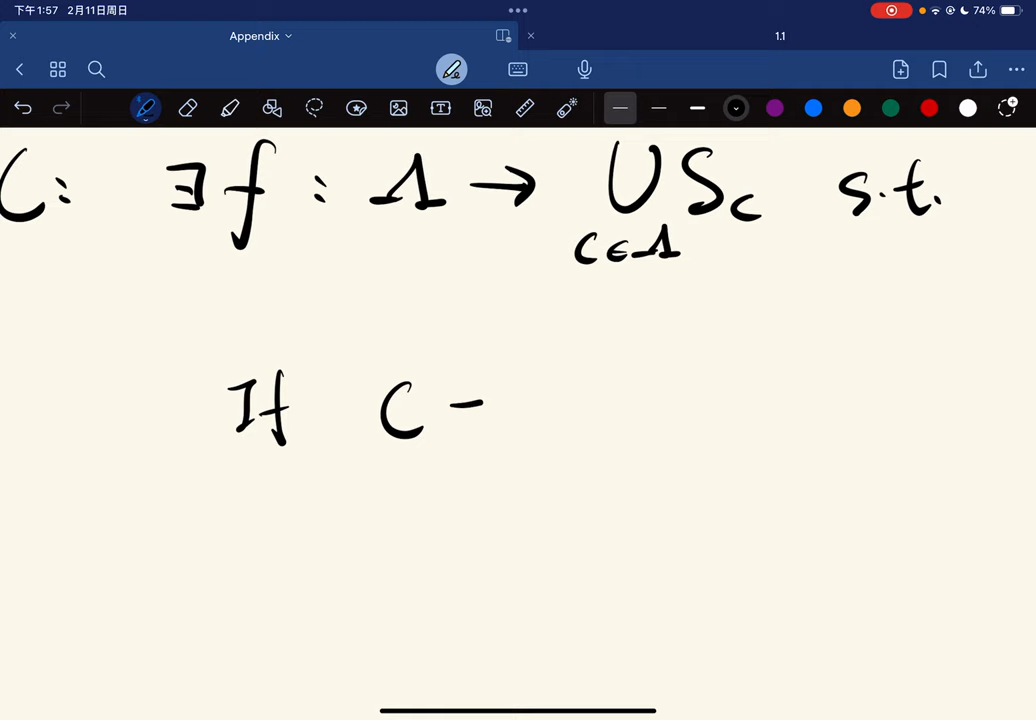 下午1:57 2月11日周日 74%
Appendix 1.1
C: ∃f : Λ → ∪S_c s.t.
c∈Λ
If C -